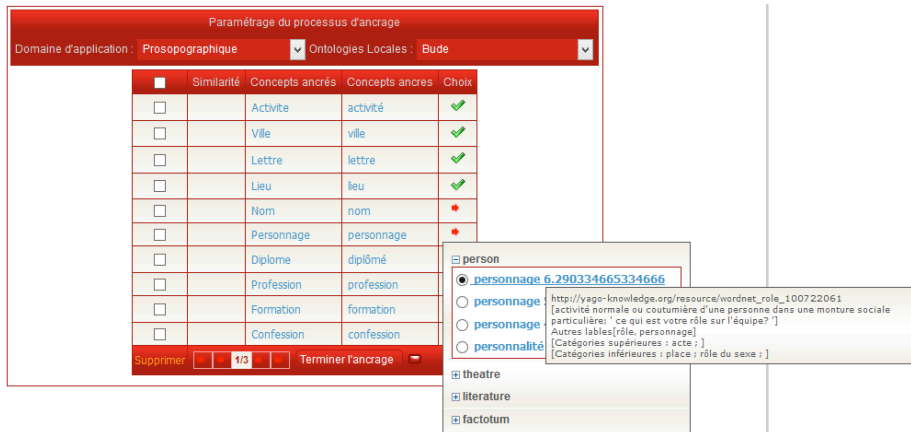 Paramétrage du processus d'ancrage
Domaine d'application : Prosopographique Ontologies Locales : Bude
Similarité Concepts ancrés Concepts ancres Choix
Activite activité
Ville ville
Lettre lettre
Lieu lieu
Nom nom
Personnage personnage
Diplome diplômé
Profession profession
Formation formation
Confession confession
Supprimer 1/3 Terminer l'ancrage
person
personnage 6.290334665334666
personnage
personnage
personnalité
http://yago-knowledge.org/resource/wordnet_role_100722061
[activité normale ou coutumière d'une personne dans une monture sociale
particulière; ' ce qui est votre rôle sur l'équipe? ']
Autres lables[rôle, personnage]
[Catégories supérieures : acte ; ]
[Catégories inférieures : place ; rôle du sexe ; ]
theatre
literature
factotum